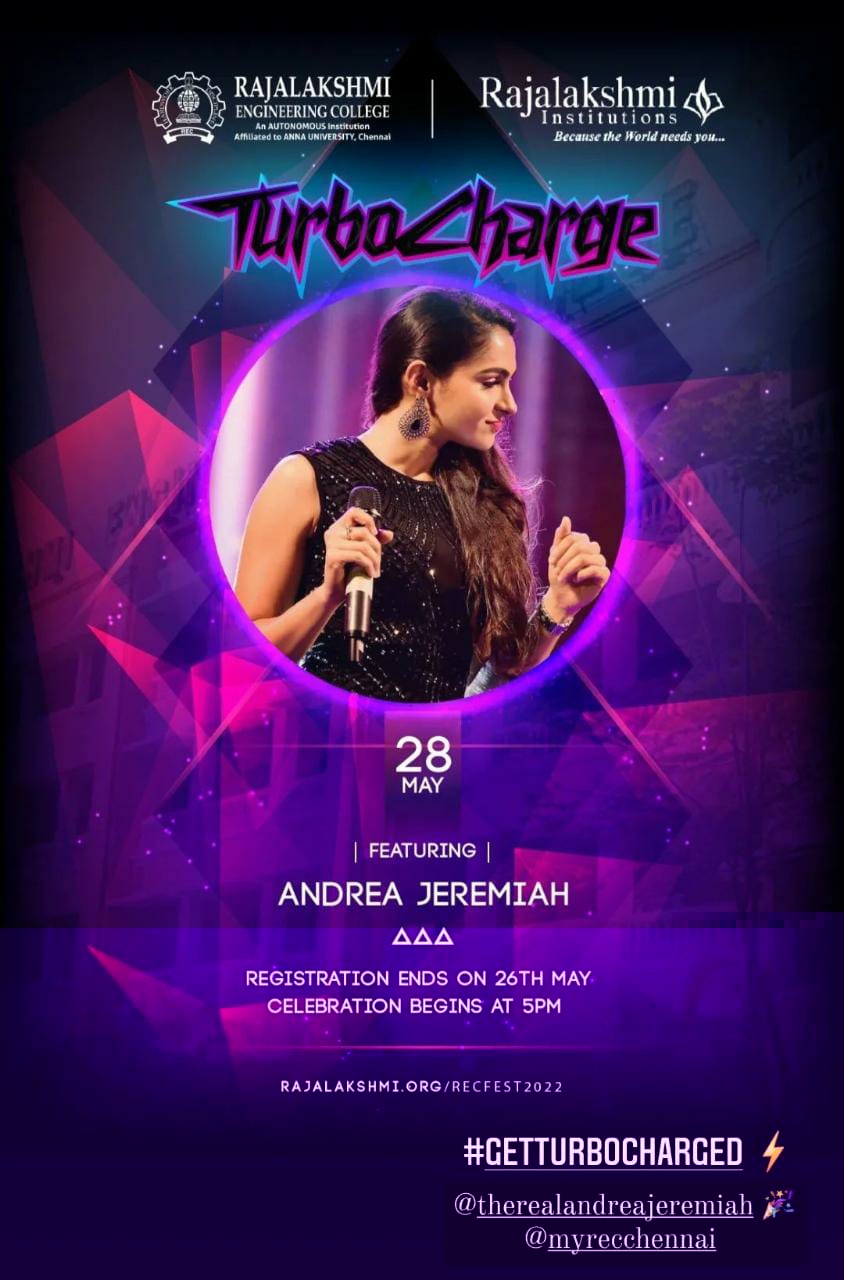 RAJALAKSHMI
ENGINEERING COLLEGE
An AUTONOMOUS Institution
Affiliated to ANNA UNIVERSITY, Chennai
REC
Rajalakshmi
Institutions
Because the World needs you...
TurboCharge
28
MAY
| FEATURING |
ANDREA JEREMIAH
REGISTRATION ENDS ON 26TH MAY
CELEBRATION BEGINS AT 5PM
RAJALAKSHMI.ORG/RECFEST2022
#GETTURBOCHARGED ⚡
@therealandreajeremiah 🎉
@myrecchennai